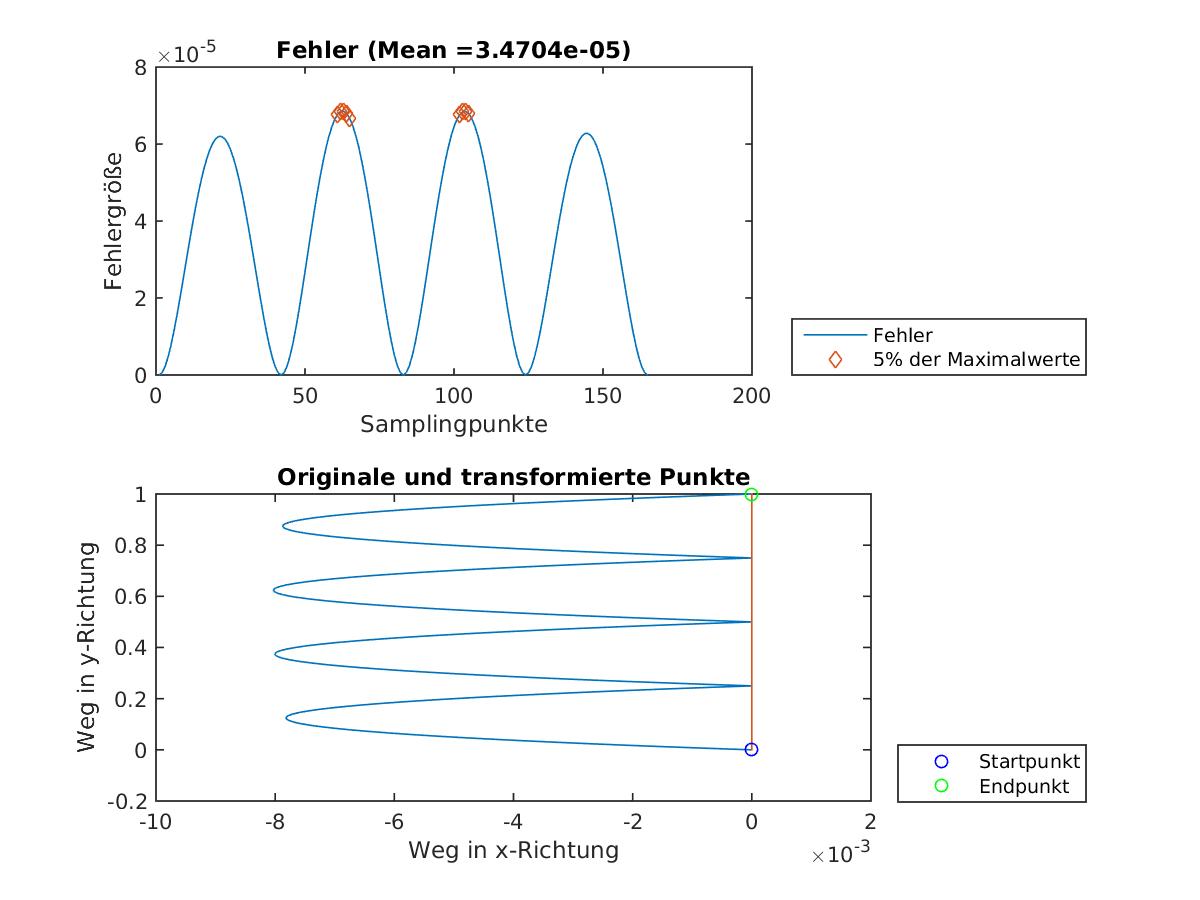 ×10-5
Fehler (Mean =3.4704e-05)
8
6
4
2
0
Fehlergröße
0 50 100 150 200
Samplingpunkte
Fehler
5% der Maximalwerte
Originale und transformierte Punkte
1
0.8
0.6
0.4
0.2
0
-0.2
Weg in y-Richtung
-10 -8 -6 -4 -2 0 2
Weg in x-Richtung
×10-3
Startpunkt
Endpunkt